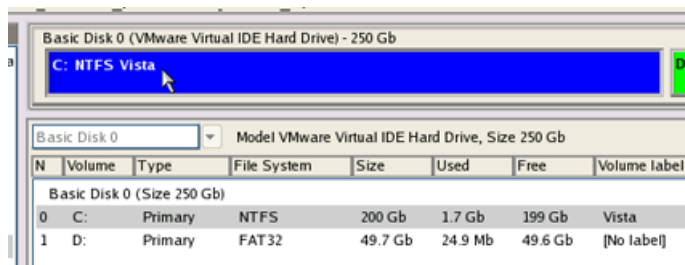 Basic Disk 0 (VMware Virtual IDE Hard Drive) - 250 Gb
C: NTFS Vista
D
Basic Disk 0 Model VMware Virtual IDE Hard Drive, Size 250 Gb
N Volume Type File System Size Used Free Volume label
Basic Disk 0 (Size 250 Gb)
0 C: Primary NTFS 200 Gb 1.7 Gb 199 Gb Vista
1 D: Primary FAT32 49.7 Gb 24.9 Mb 49.6 Gb [No label]